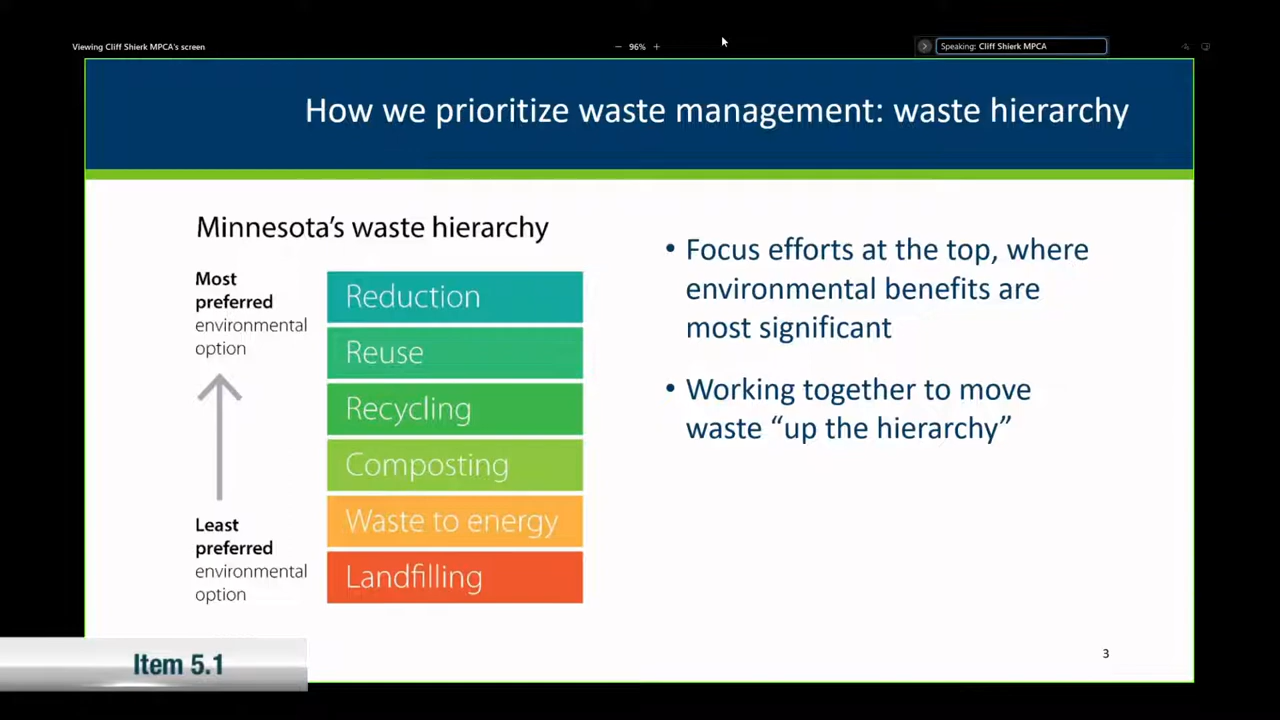 Viewing Cliff Shierk MPCA's screen
96%
Speaking: Cliff Shierk MPCA
How we prioritize waste management: waste hierarchy
Minnesota's waste hierarchy
Most
preferred
environmental
option
Least
preferred
environmental
option
Reduction
Reuse
Recycling
Composting
Waste to energy
Landfilling
• Focus efforts at the top, where
environmental benefits are
most significant
• Working together to move
waste “up the hierarchy”
3
Item 5.1